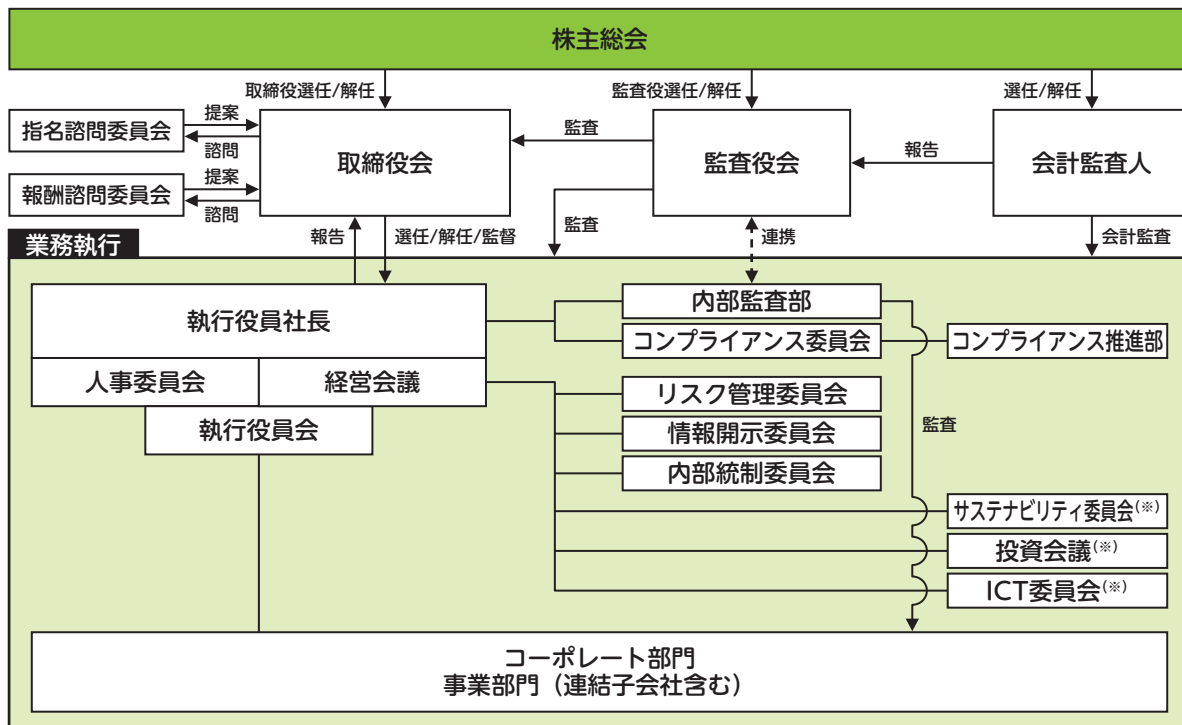 株主総会
取締役選任/解任
監査役選任/解任
選任/解任
指名諮問委員会
提案
諮問
報酬諮問委員会
提案
諮問
取締役会
監査
監査役会
報告
会計監査人
報告
選任/解任/監督
監査
連携
会計監査
業務執行
執行役員社長
人事委員会
経営会議
執行役員会
内部監査部
コンプライアンス委員会
コンプライアンス推進部
リスク管理委員会
情報開示委員会
内部統制委員会
監査
サステナビリティ委員会(※)
投資会議(※)
ICT委員会(※)
コーポレート部門
事業部門（連結子会社含む）